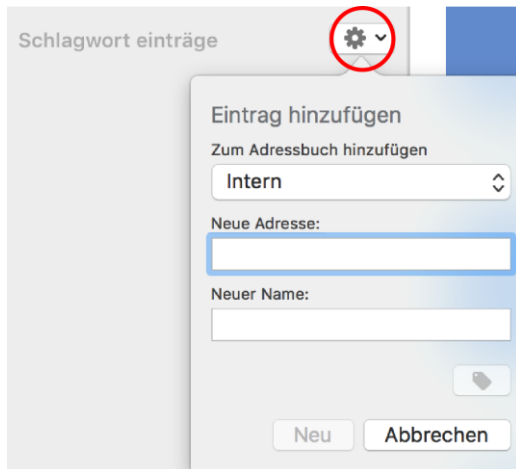 Schlagwort einträge
Eintrag hinzufügen
Zum Adressbuch hinzufügen
Intern
Neue Adresse:
Neuer Name:
Neu Abbrechen